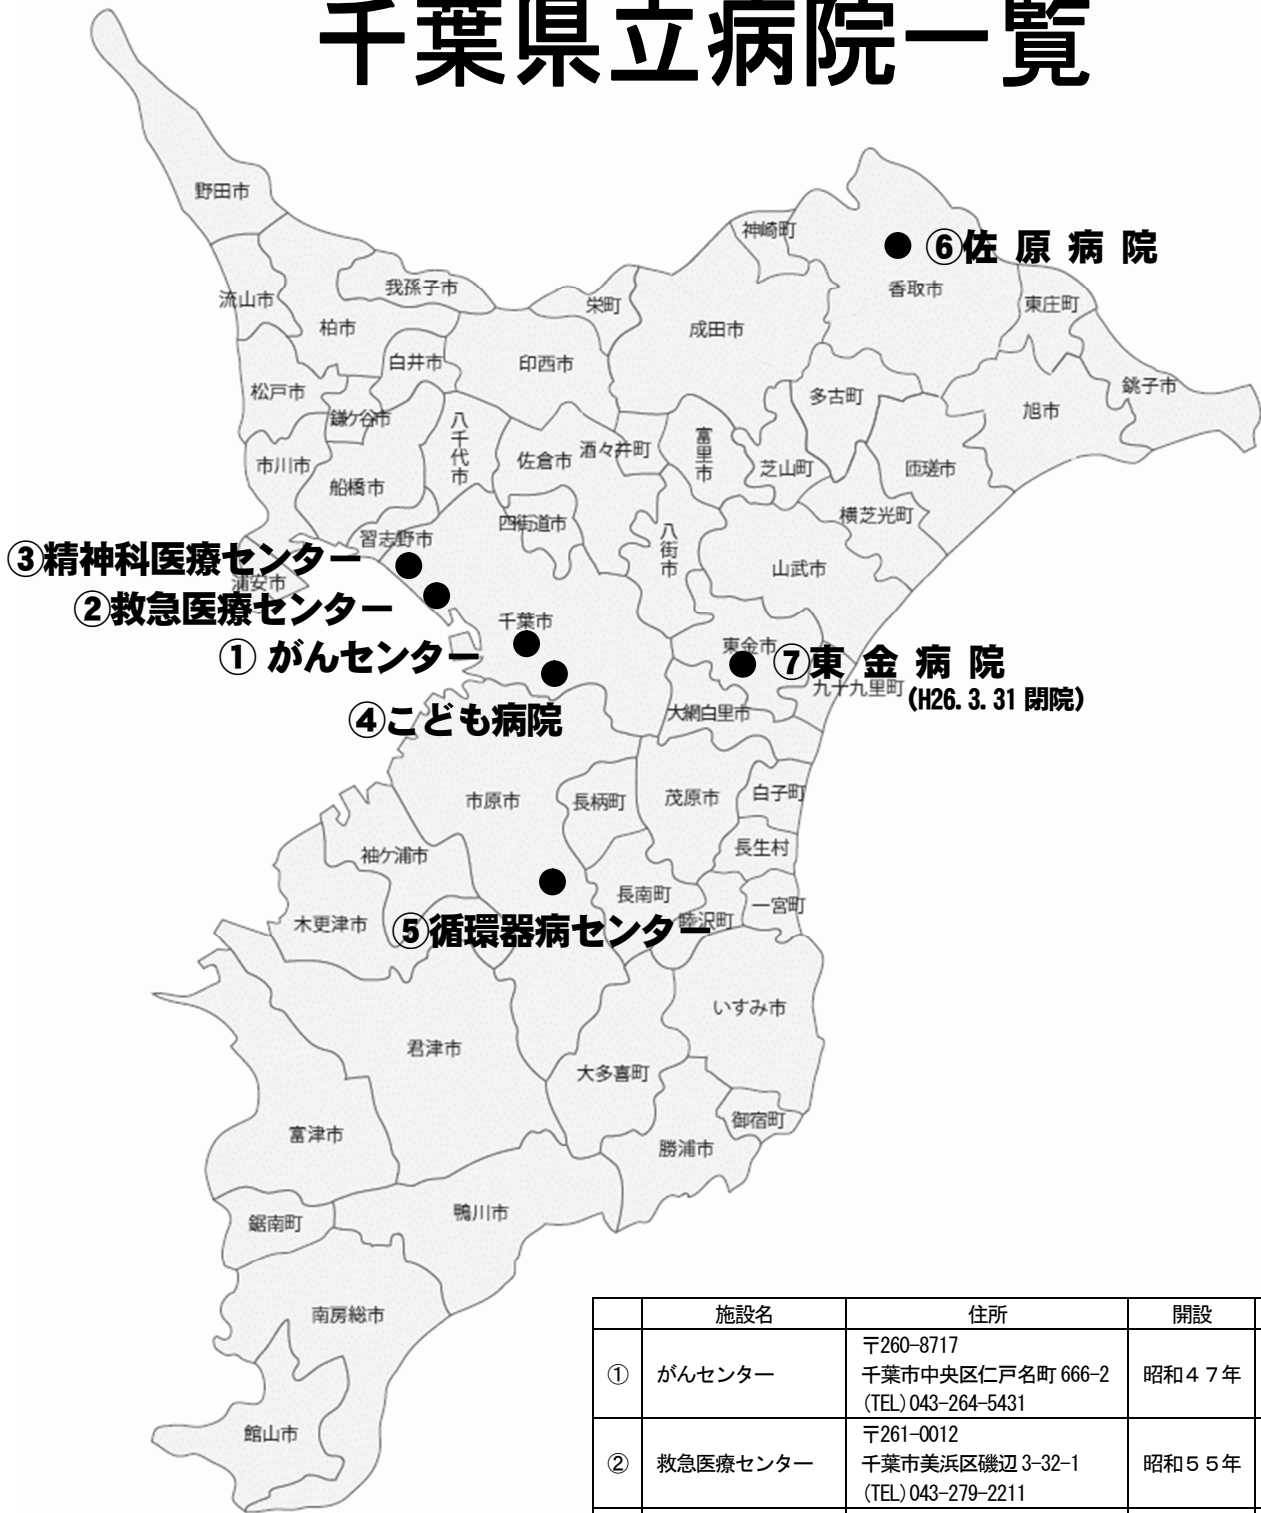 千葉県立病院一覧
野田市
神崎町
⑥佐原病院
流山市
我孫子市
栄町
香取市
東庄町
柏市
成田市
白井市
印西市
松戸市
鎌ケ谷市
多古町
銚子市
旭市
八千代市
富里市
酒々井町
佐倉市
市川市
芝山町
匝瑳市
船橋市
四街道市
横芝光町
習志野市
八街市
③精神科医療センター
浦安市
山武市
②救急医療センター
千葉市
① がんセンター
東金市
⑦東金病院
九十九里町
(H26.3.31 閉院)
④こども病院
大網白里市
市原市
長柄町
茂原市
白子町
袖ケ浦市
長生村
長南町
一宮町
木更津市
⑤循環器病センター
睦沢町
いすみ市
君津市
大多喜町
御宿町
富津市
勝浦市
鋸南町
鴨川市
南房総市
館山市
施設名 住所 開設
① がんセンター 〒260-8717
千葉市中央区仁戸名町 666-2 昭和４７年
(TEL)043-264-5431
② 救急医療センター 〒261-0012
千葉市美浜区磯辺 3-32-1 昭和５５年
(TEL)043-279-2211